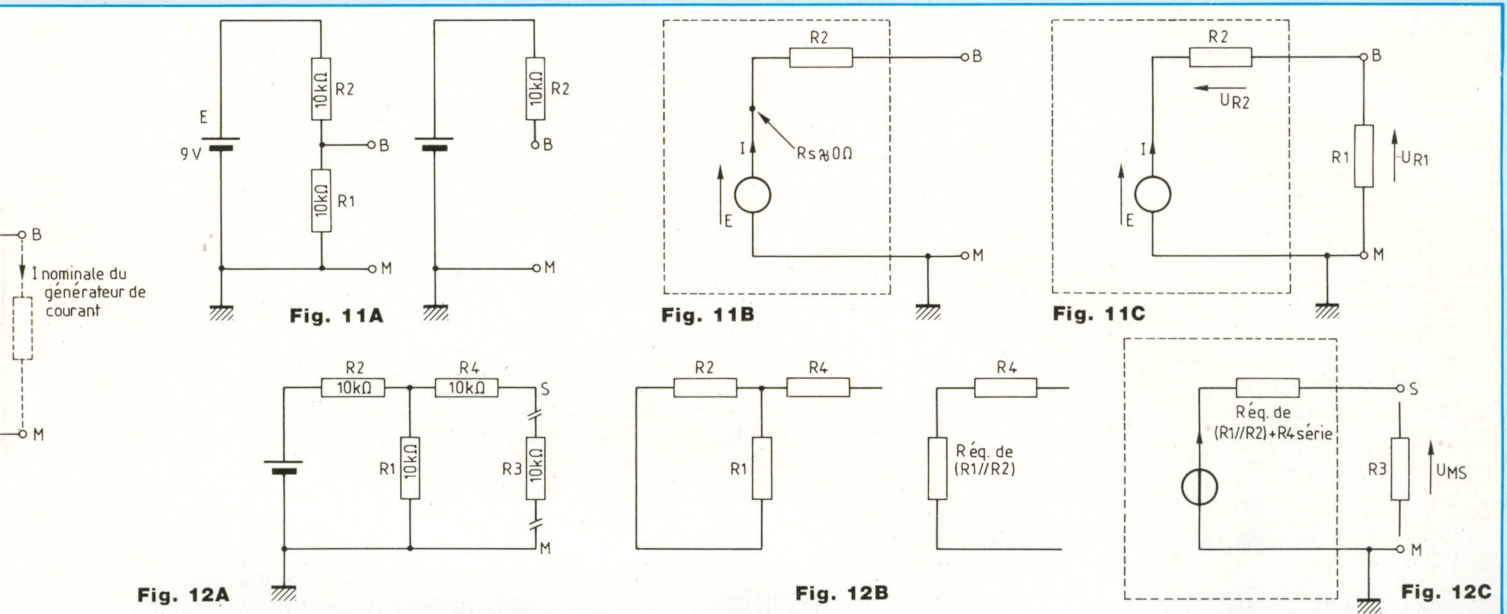 B
I nominale du
générateur de
courant
M
E
9V
10kΩ
R2
B
10kΩ
R1
M
10kΩ
R2
B
M
Fig. 11A
R2
B
Rs≈0Ω
I
E
M
Fig. 11B
R2
B
UR2
I
R1
UR1
E
M
Fig. 11C
R2
10kΩ
R4
10kΩ
S
R1
10kΩ
R3
10kΩ
M
Fig. 12A
R2
R4
R1
R4
R éq. de
(R1//R2)
Fig. 12B
R éq. de
(R1//R2)+R4 série
S
R3
UMS
M
Fig. 12C